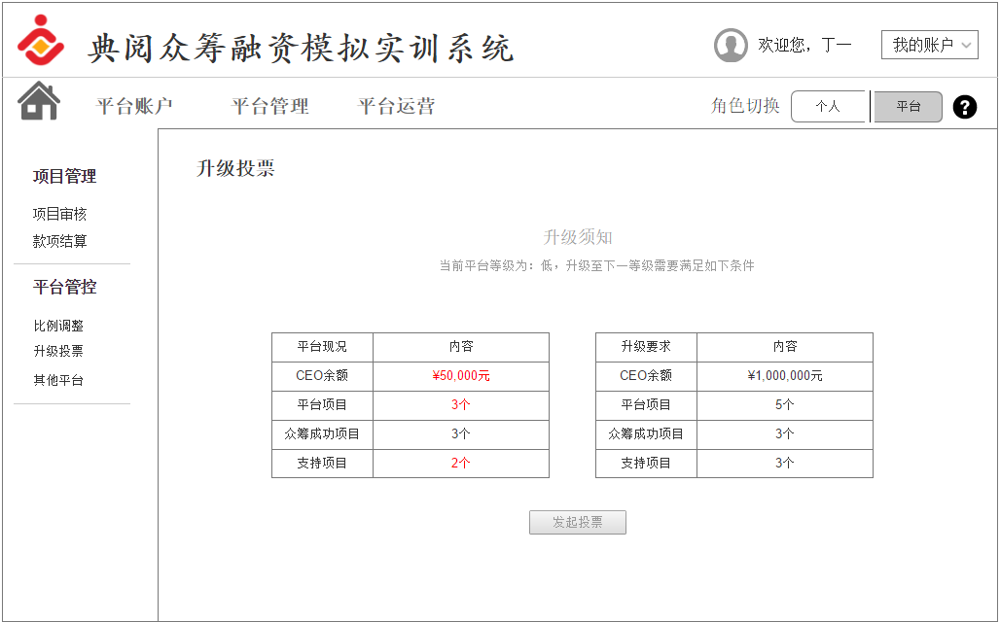 典阅众筹融资模拟实训系统
欢迎您，丁一
我的账户
平台账户 平台管理 平台运营
角色切换 个人 平台 ?
项目管理
项目审核
款项结算
平台管控
比例调整
升级投票
其他平台
升级投票
升级须知
当前平台等级为：低，升级至下一等级需要满足如下条件
平台现况 内容
CEO余额 ¥50,000元
平台项目 3个
众筹成功项目 3个
支持项目 2个
升级要求 内容
CEO余额 ¥1,000,000元
平台项目 5个
众筹成功项目 3个
支持项目 3个
发起投票